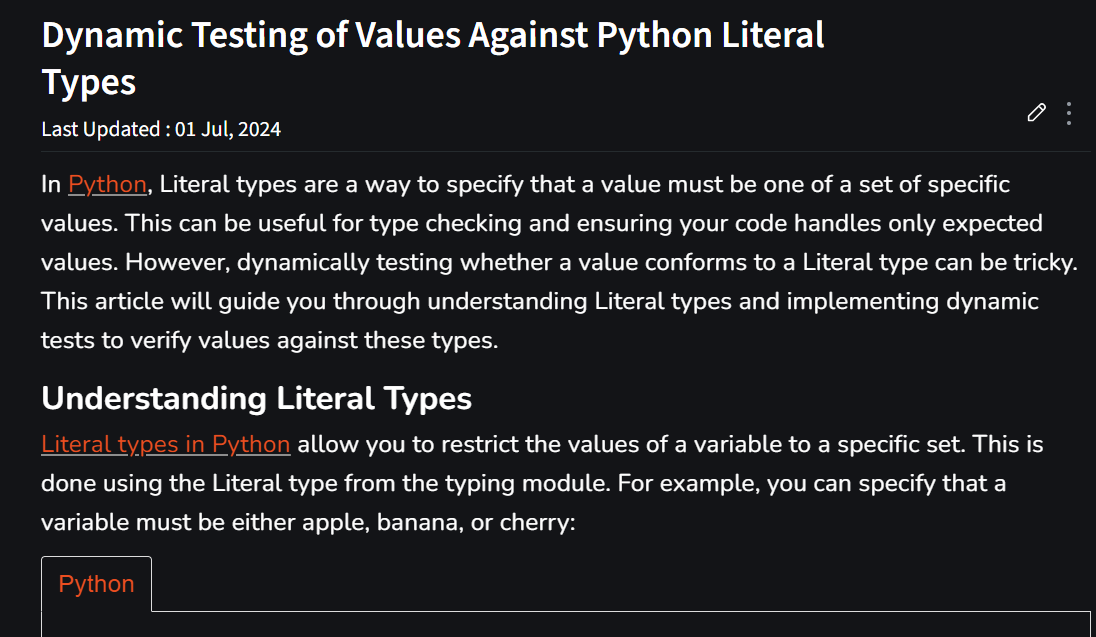 Dynamic Testing of Values Against Python Literal
Types
Last Updated : 01 Jul, 2024
In Python, Literal types are a way to specify that a value must be one of a set of specific
values. This can be useful for type checking and ensuring your code handles only expected
values. However, dynamically testing whether a value conforms to a Literal type can be tricky.
This article will guide you through understanding Literal types and implementing dynamic
tests to verify values against these types.
Understanding Literal Types
Literal types in Python allow you to restrict the values of a variable to a specific set. This is
done using the Literal type from the typing module. For example, you can specify that a
variable must be either apple, banana, or cherry:
Python